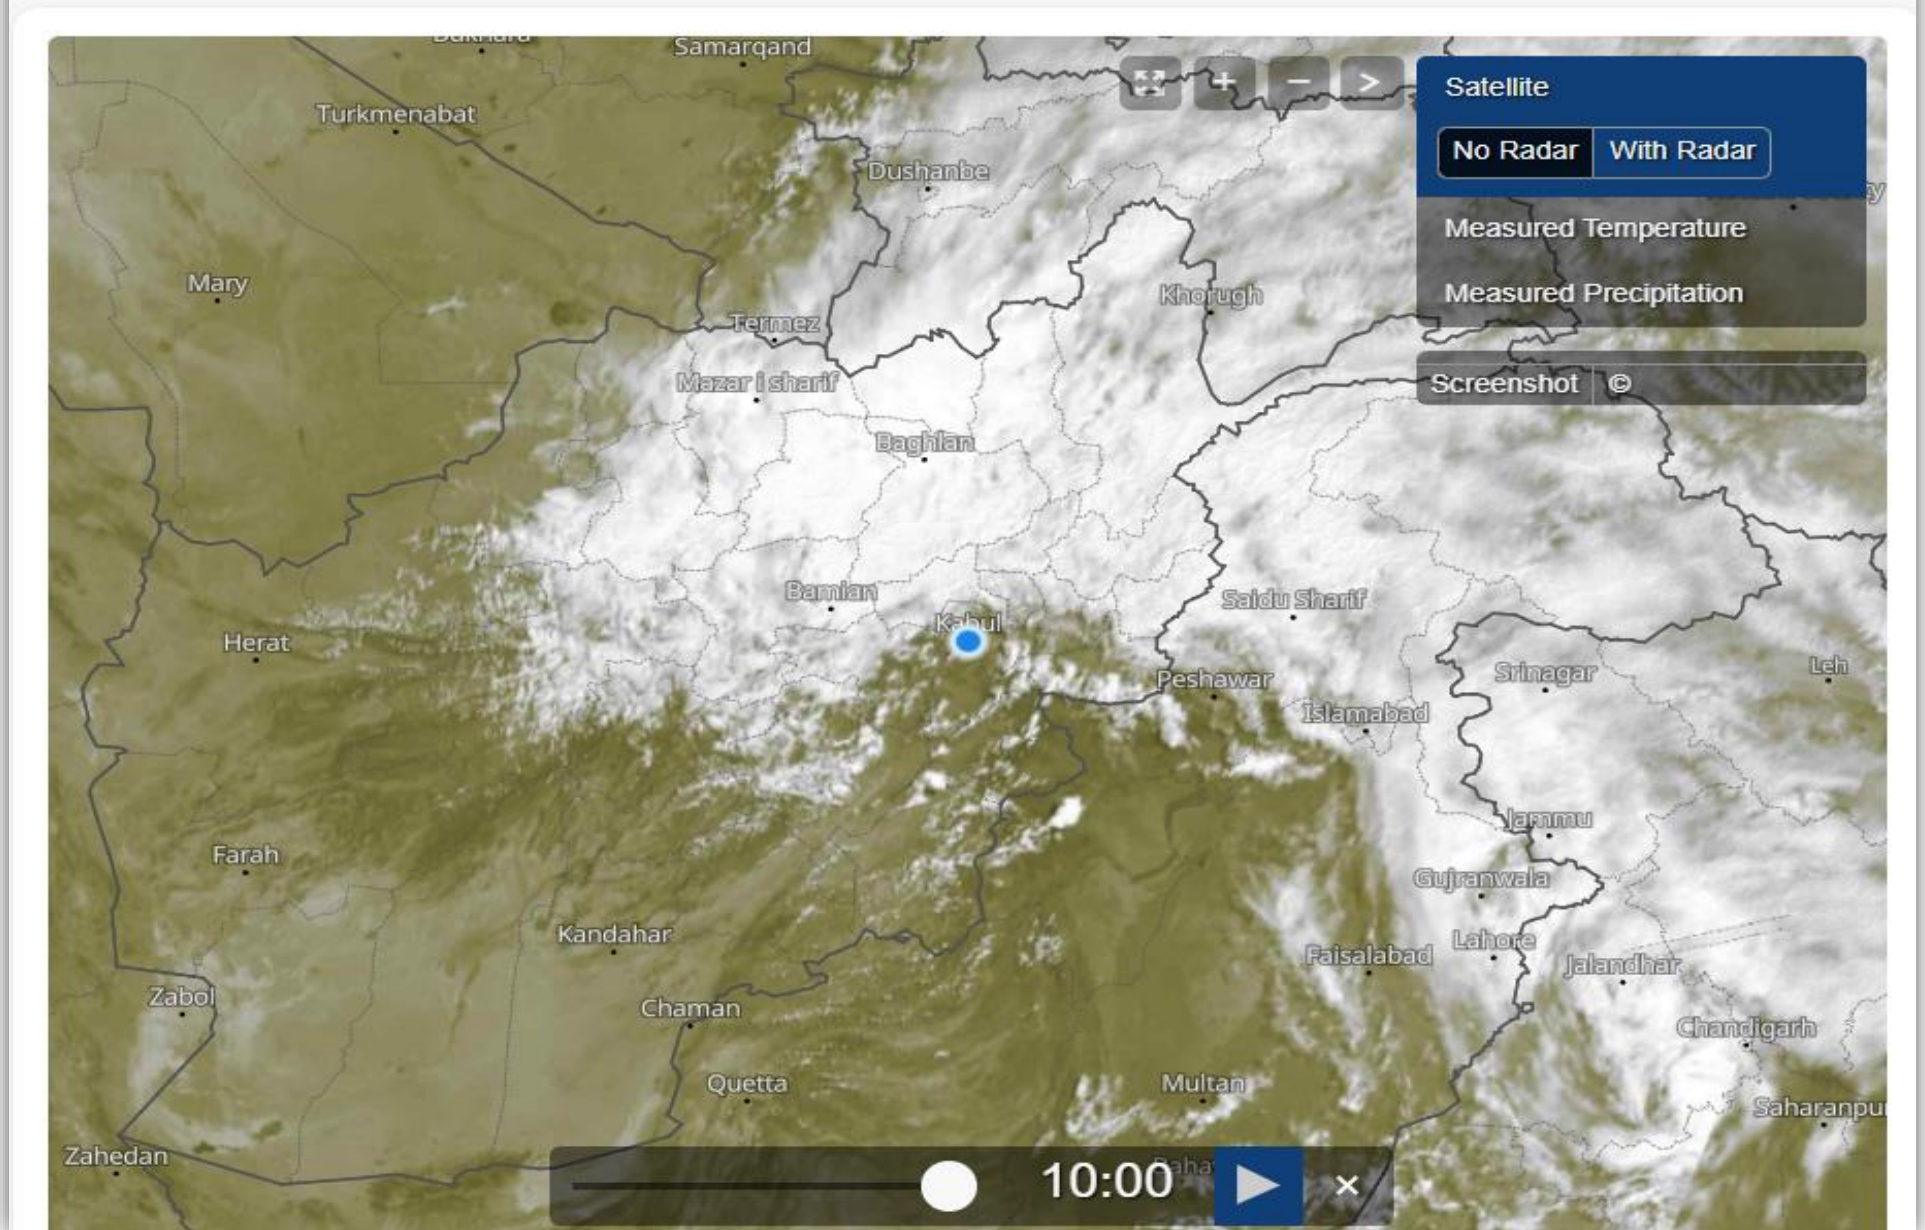 Samarqand
Satellite
Turkmenabat
No Radar
With Radar
Dushanbe
Measured Temperature
Mary
Measured Precipitation
Khorugh
Termez
Mazar i sharif
Screenshot
©
Baghlan
Bamian
Saidu Sharif
Kabul
Herat
Leh
Srinagar
Peshawar
Islamabad
Jammu
Farah
Gujranwala
Kandahar
Lahore
Faisalabad
Jalandhar
Zabol
Chaman
Chandigarh
Quetta
Multan
Zahedan
10:00